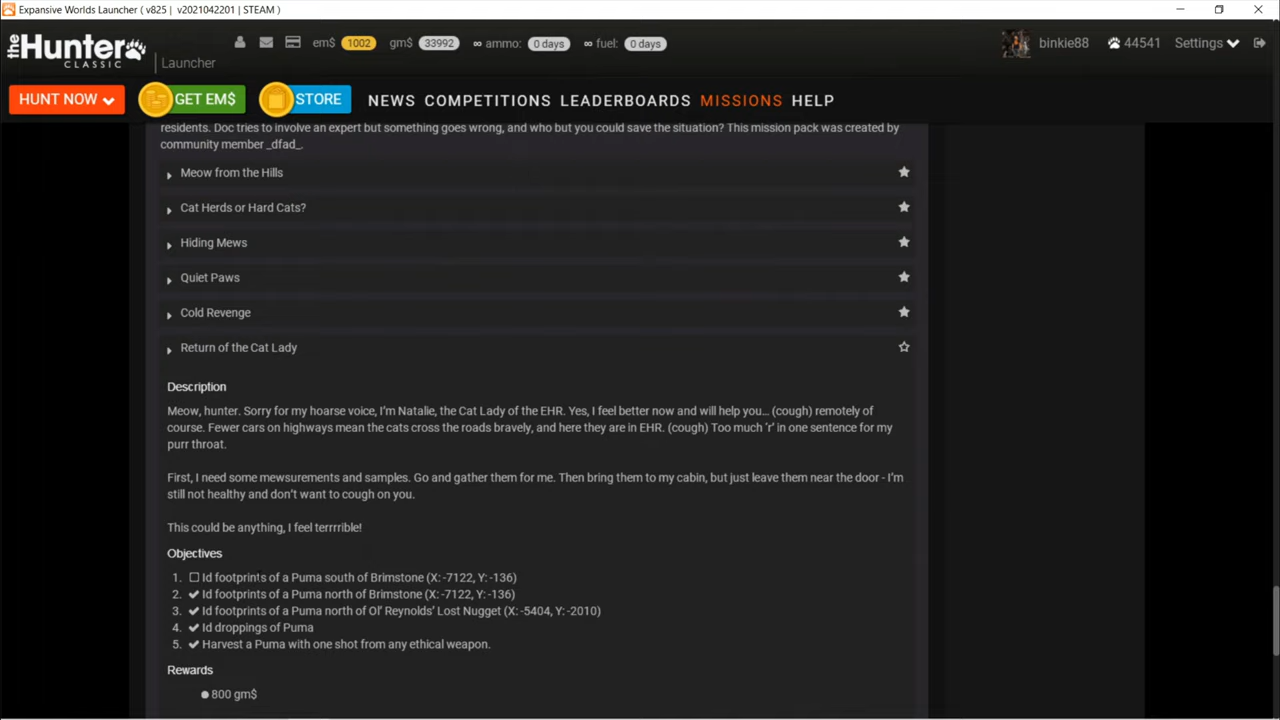 Expansive Worlds Launcher ( v825 | v2021042201 | STEAM )
theHunter CLASSIC Launcher em$ 1002 gm$ 33992 ∞ ammo: 0 days ∞ fuel: 0 days binkie88 44541 Settings
HUNT NOW GET EM$ STORE NEWS COMPETITIONS LEADERBOARDS MISSIONS HELP
residents. Doc tries to involve an expert but something goes wrong, and who but you could save the situation? This mission pack was created by
community member _dfad_.
Meow from the Hills
Cat Herds or Hard Cats?
Hiding Mews
Quiet Paws
Cold Revenge
Return of the Cat Lady
Description
Meow, hunter. Sorry for my hoarse voice, I'm Natalie, the Cat Lady of the EHR. Yes, I feel better now and will help you... (cough) remotely of
course. Fewer cars on highways mean the cats cross the roads bravely, and here they are in EHR. (cough) Too much 'r' in one sentence for my
purr throat.
First, I need some mewsurements and samples. Go and gather them for me. Then bring them to my cabin, but just leave them near the door - I'm
still not healthy and don't want to cough on you.
This could be anything, I feel terrrrible!
Objectives
1. Id footprints of a Puma south of Brimstone (X: -7122, Y: -136)
2. Id footprints of a Puma north of Brimstone (X: -7122, Y: -136)
3. Id footprints of a Puma north of Ol' Reynolds' Lost Nugget (X: -5404, Y: -2010)
4. Id droppings of Puma
5. Harvest a Puma with one shot from any ethical weapon.
Rewards
800 gm$